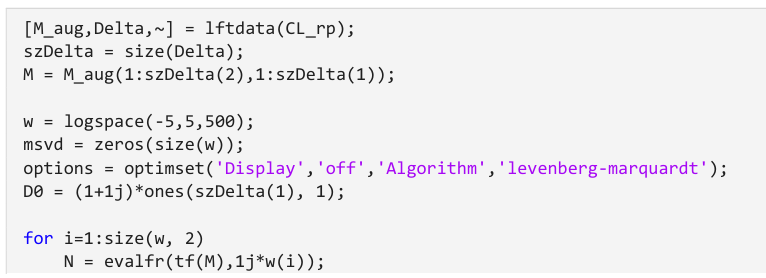 [M_aug,Delta,~] = lftdata(CL_rp);
szDelta = size(Delta);
M = M_aug(1:szDelta(2),1:szDelta(1));
w = logspace(-5,5,500);
msvd = zeros(size(w));
options = optimset('Display','off','Algorithm','levenberg-marquardt');
D0 = (1+1j)*ones(szDelta(1), 1);
for i=1:size(w, 2)
    N = evalfr(tf(M),1j*w(i));